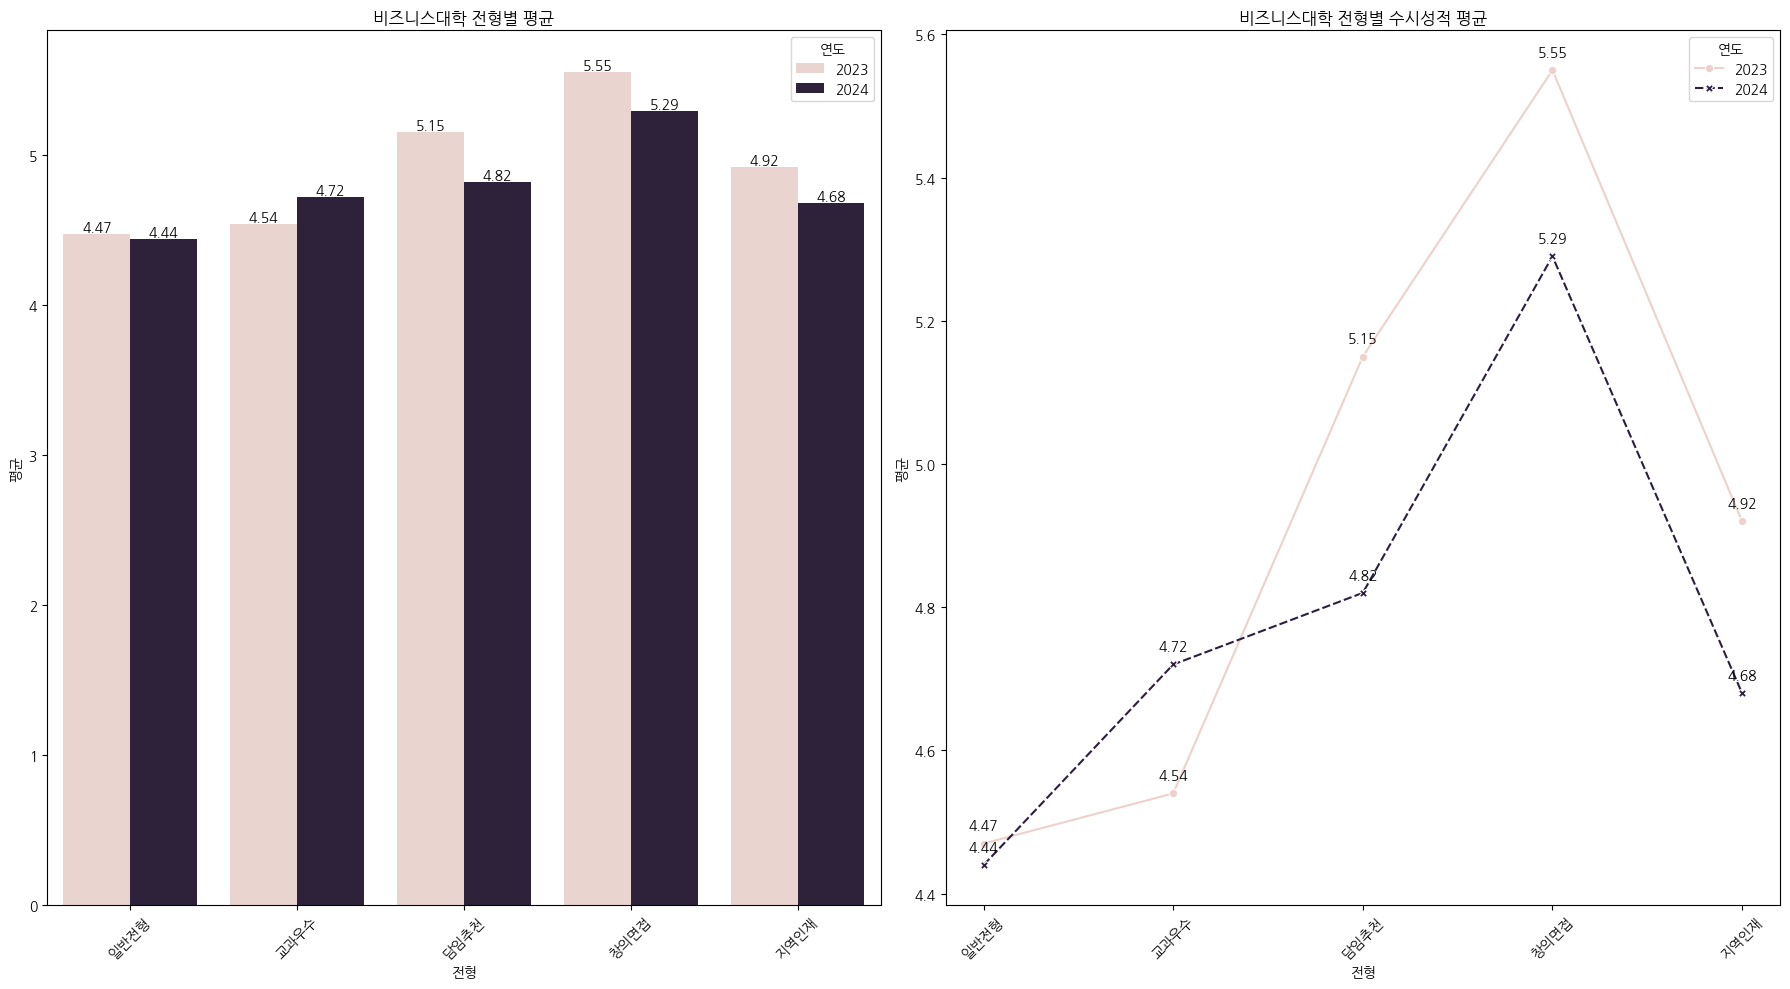 비즈니스대학 전형별 평균
연도
2023
2024
평균
5
4
3
2
1
0
4.47
4.44
4.54
4.72
5.15
4.82
5.55
5.29
4.92
4.68
일반전형
교과우수
담임추천
창의면접
지역인재
전형
비즈니스대학 전형별 수시성적 평균
연도
2023
2024
평균
5.6
5.4
5.2
5.0
4.8
4.6
4.4
4.47
4.44
4.54
4.72
5.15
4.82
5.55
5.29
4.92
4.68
일반전형
교과우수
담임추천
창의면접
지역인재
전형